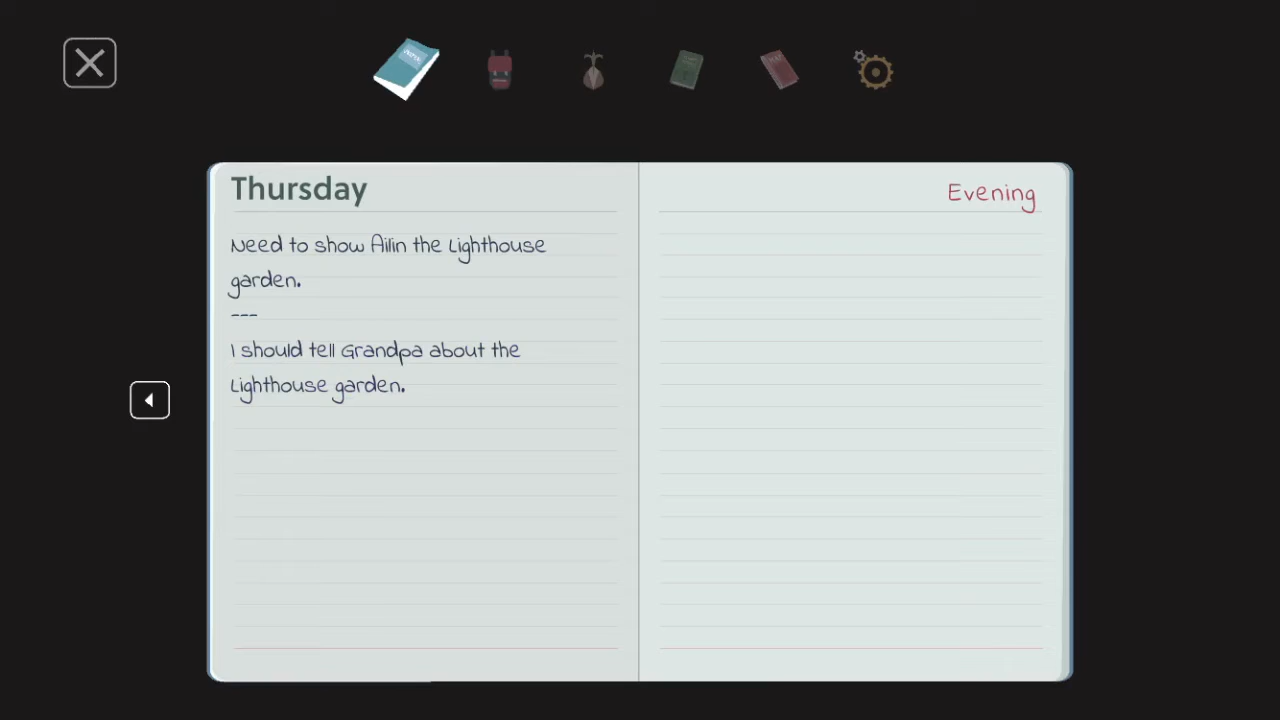 Thursday
Need to show Ailin the Lighthouse
garden.
---
I should tell Grandpa about the
Lighthouse garden.
Evening